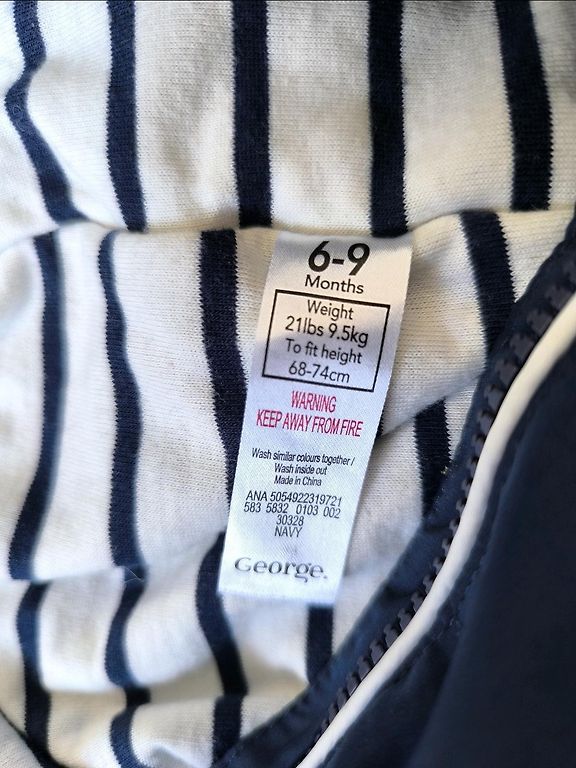 6-9
Months
Weight
21lbs 9.5kg
To fit height
68-74cm
WARNING
KEEP AWAY FROM FIRE
Wash similar colours together /
Wash inside out
Made in China
ANA 5054922319721
583 5832 0103 002
30328
NAVY
George.